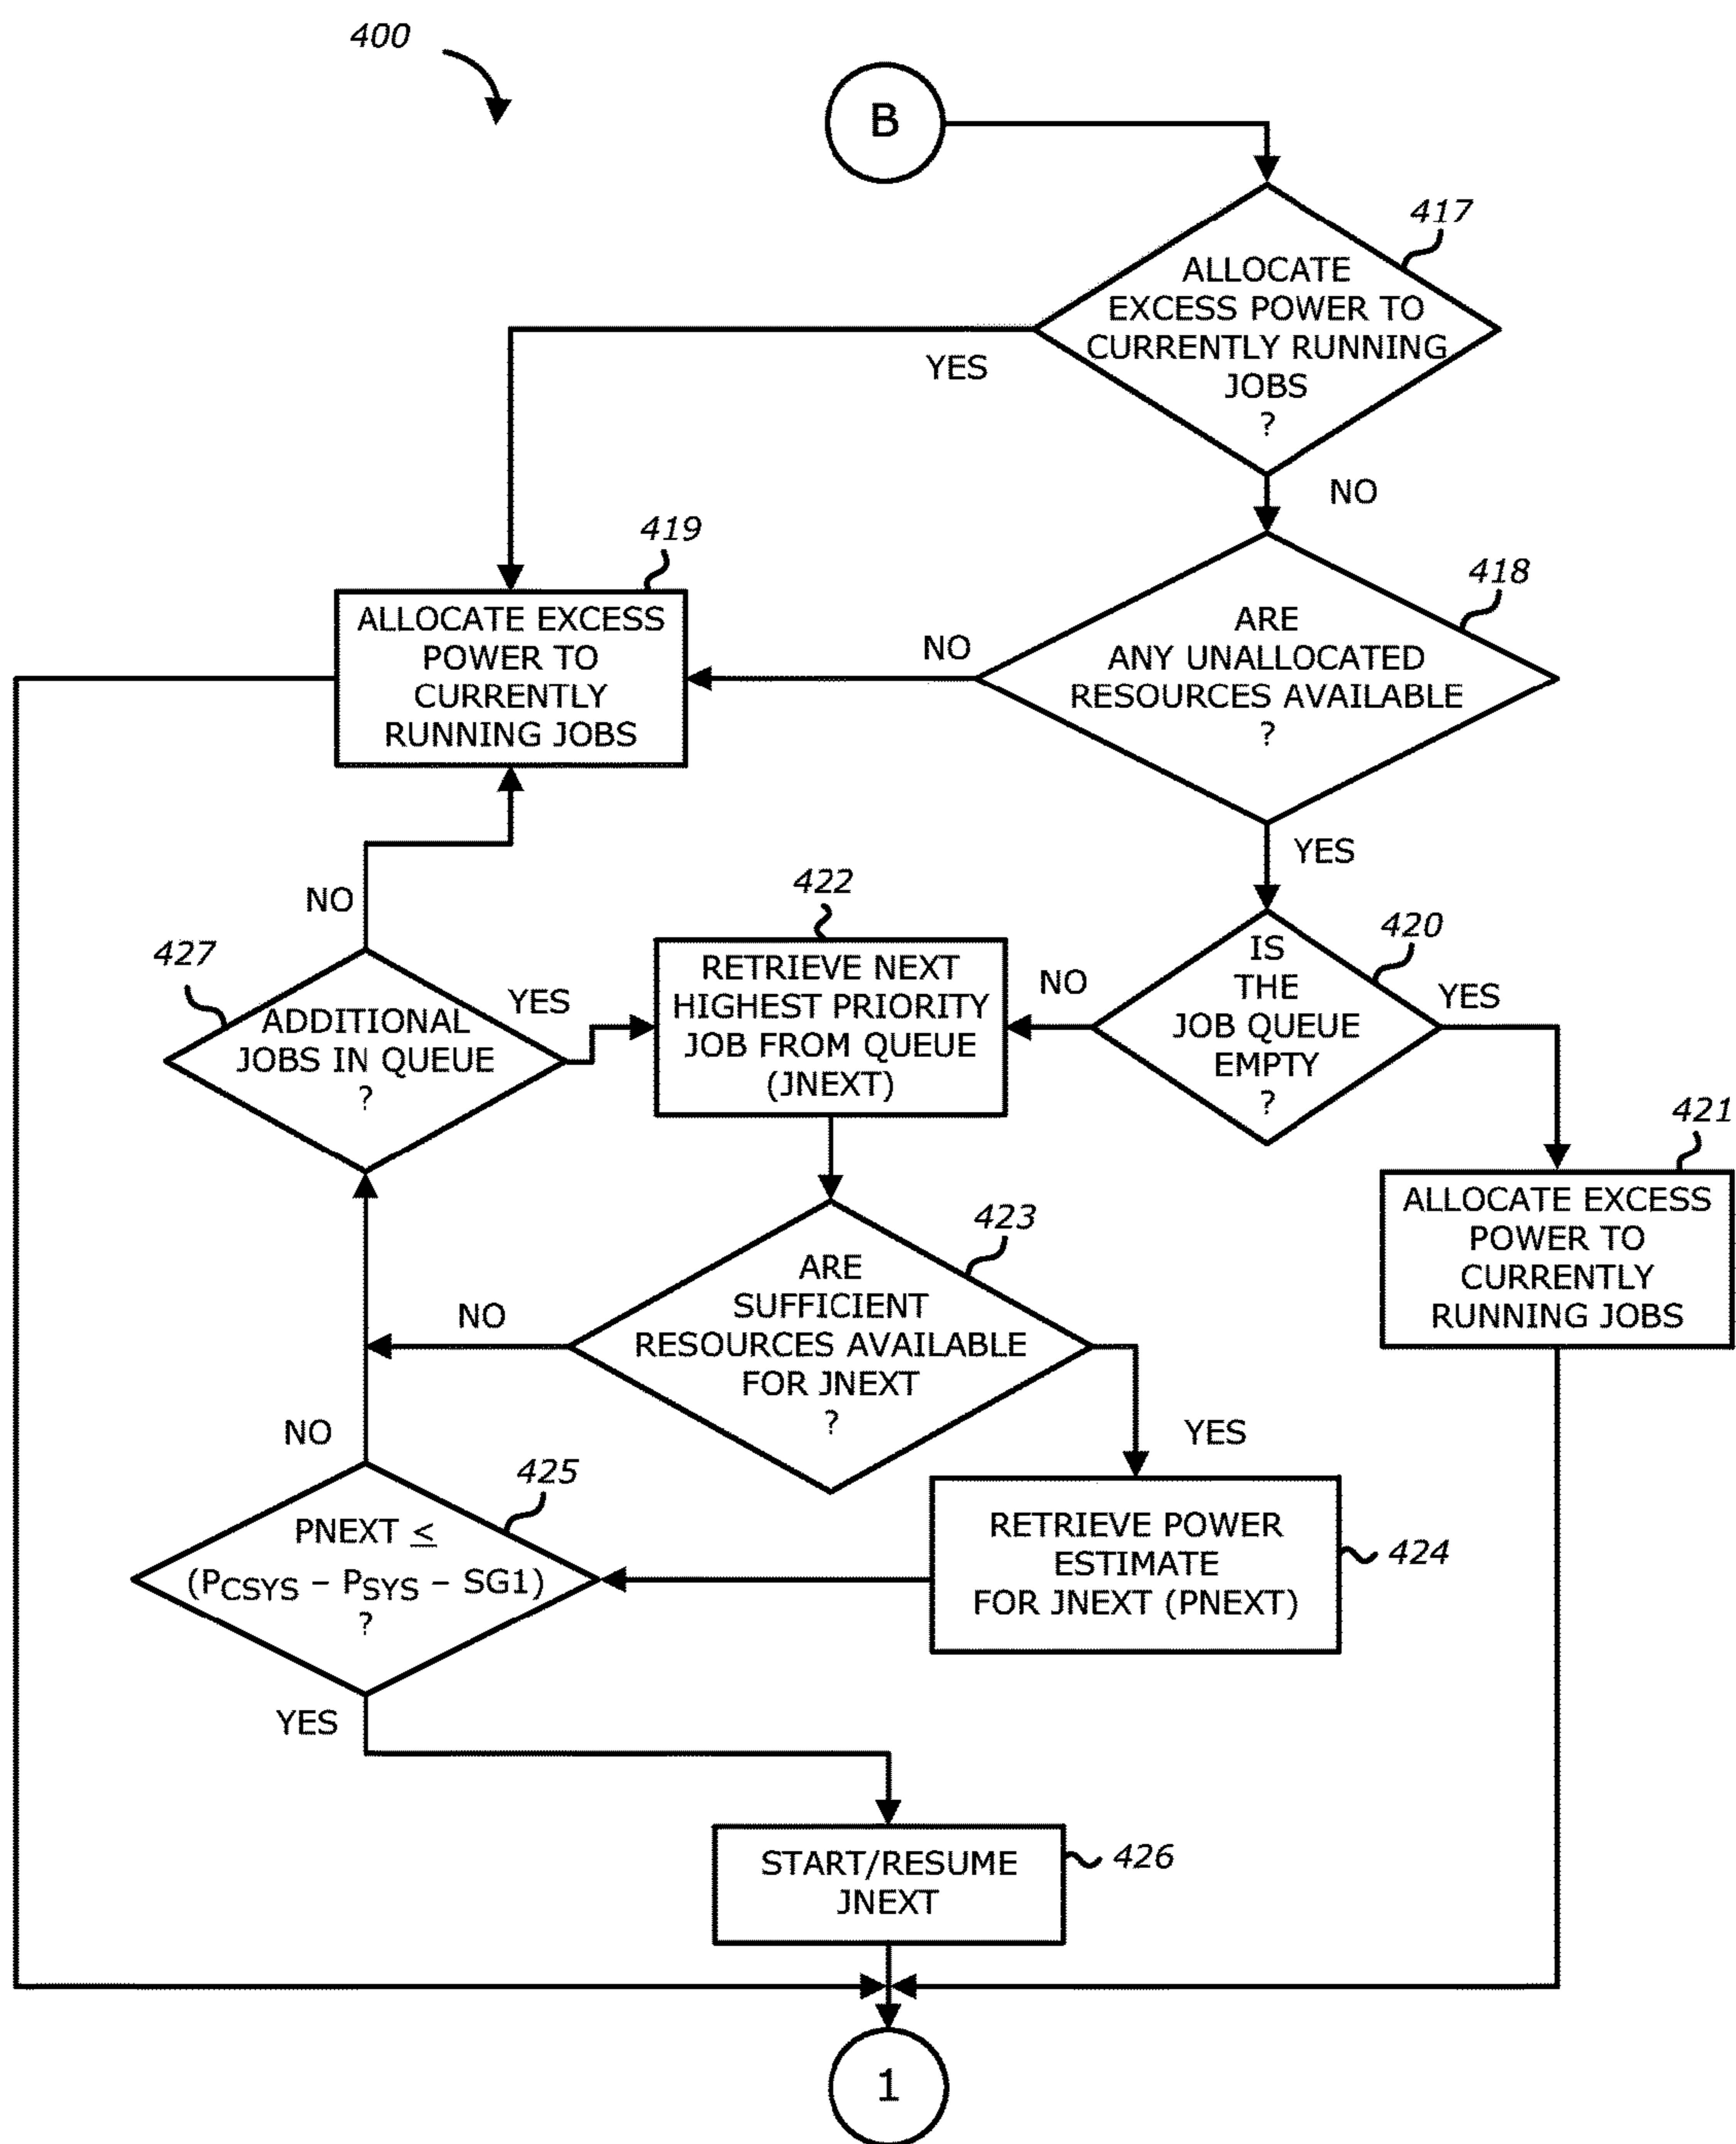 400
B
417
ALLOCATE
EXCESS POWER TO
CURRENTLY RUNNING
JOBS
?
YES
NO
419
ALLOCATE EXCESS
POWER TO
CURRENTLY
RUNNING JOBS
418
ARE
ANY UNALLOCATED
RESOURCES AVAILABLE
?
NO
YES
420
IS
THE
JOB QUEUE
EMPTY
?
NO
YES
422
RETRIEVE NEXT
HIGHEST PRIORITY
JOB FROM QUEUE
(JNEXT)
427
ADDITIONAL
JOBS IN QUEUE
?
NO
YES
421
ALLOCATE EXCESS
POWER TO
CURRENTLY
RUNNING JOBS
423
ARE
SUFFICIENT
RESOURCES AVAILABLE
FOR JNEXT
?
NO
YES
424
RETRIEVE POWER
ESTIMATE
FOR JNEXT (PNEXT)
425
PNEXT ≤
(PCSYS – PSYS – SG1)
?
NO
YES
426
START/RESUME
JNEXT
1